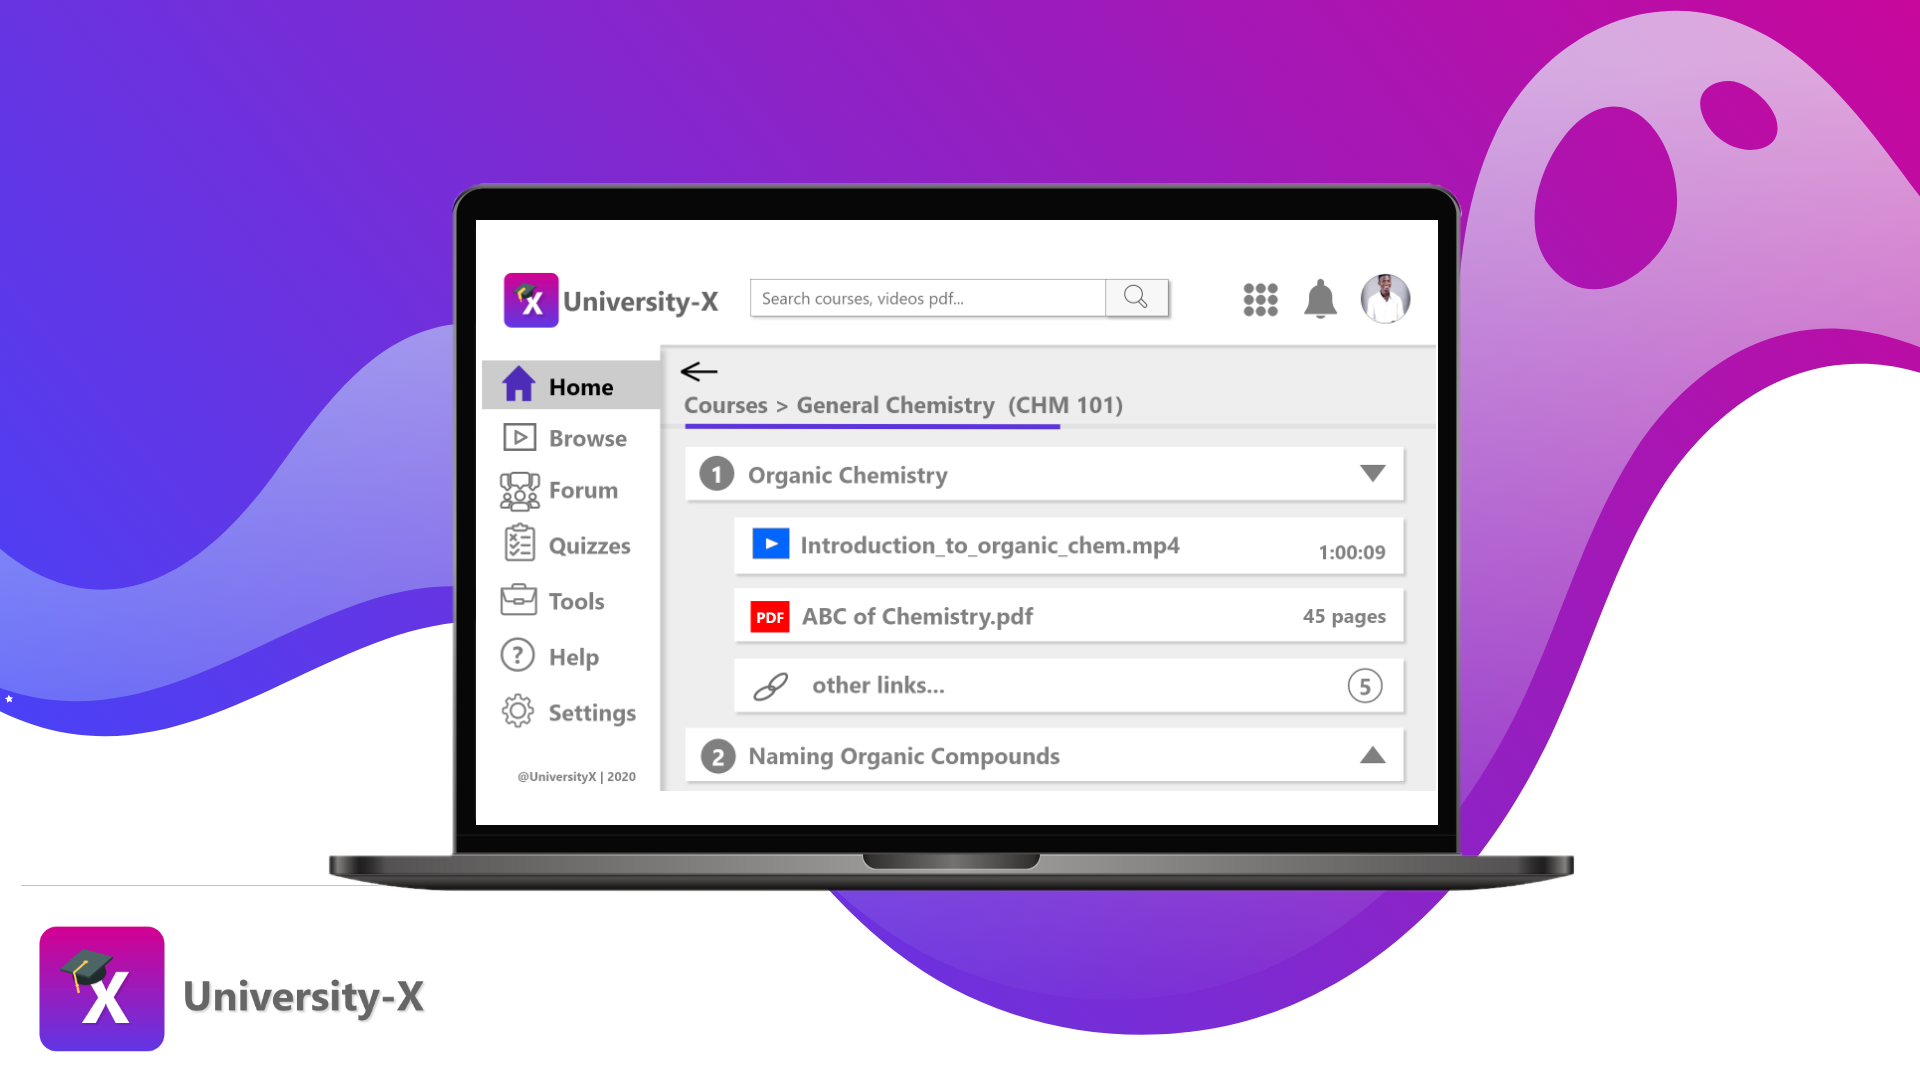 X University-X
Search courses, videos pdf...
Home
Browse
Forum
Quizzes
Tools
? Help
Settings
@UniversityX | 2020
Courses > General Chemistry (CHM 101)
1 Organic Chemistry
Introduction_to_organic_chem.mp4 1:00:09
PDF ABC of Chemistry.pdf 45 pages
other links... 5
2 Naming Organic Compounds
X University-X